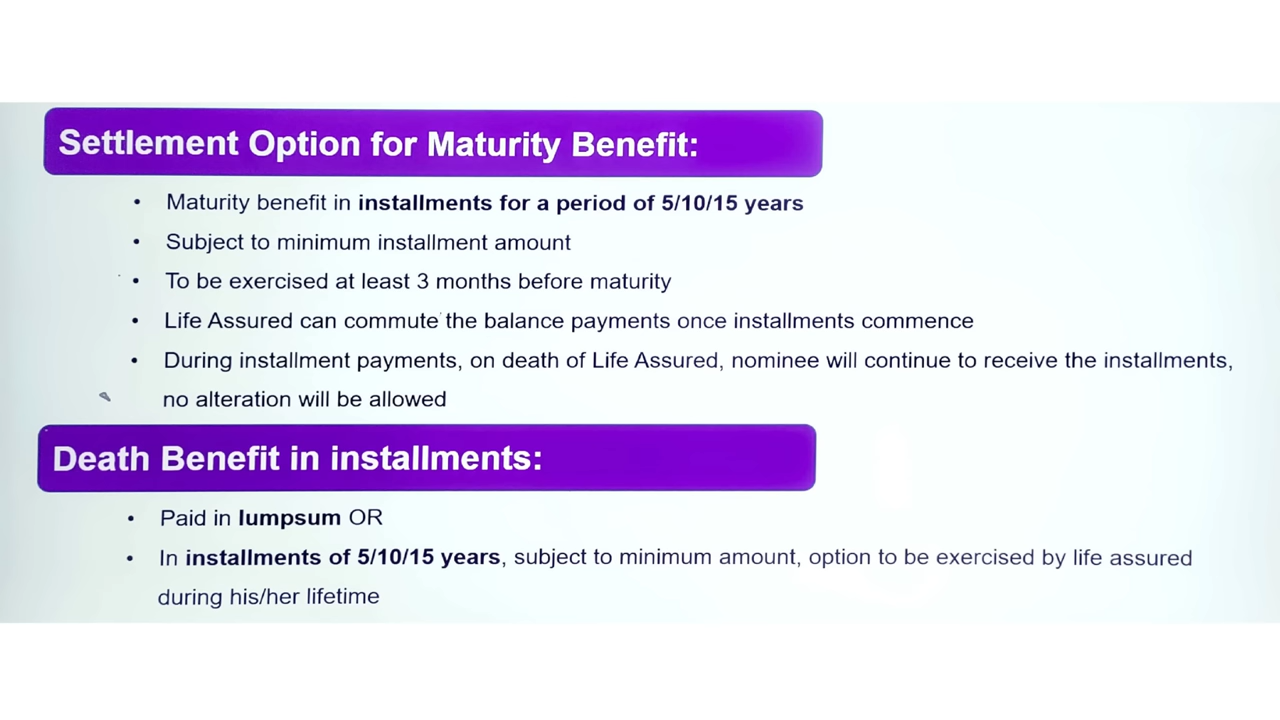 Settlement Option for Maturity Benefit:
• Maturity benefit in installments for a period of 5/10/15 years
• Subject to minimum installment amount
• To be exercised at least 3 months before maturity
• Life Assured can commute the balance payments once installments commence
• During installment payments, on death of Life Assured, nominee will continue to receive the installments,
no alteration will be allowed
Death Benefit in installments:
• Paid in lumpsum OR
• In installments of 5/10/15 years, subject to minimum amount, option to be exercised by life assured
during his/her lifetime